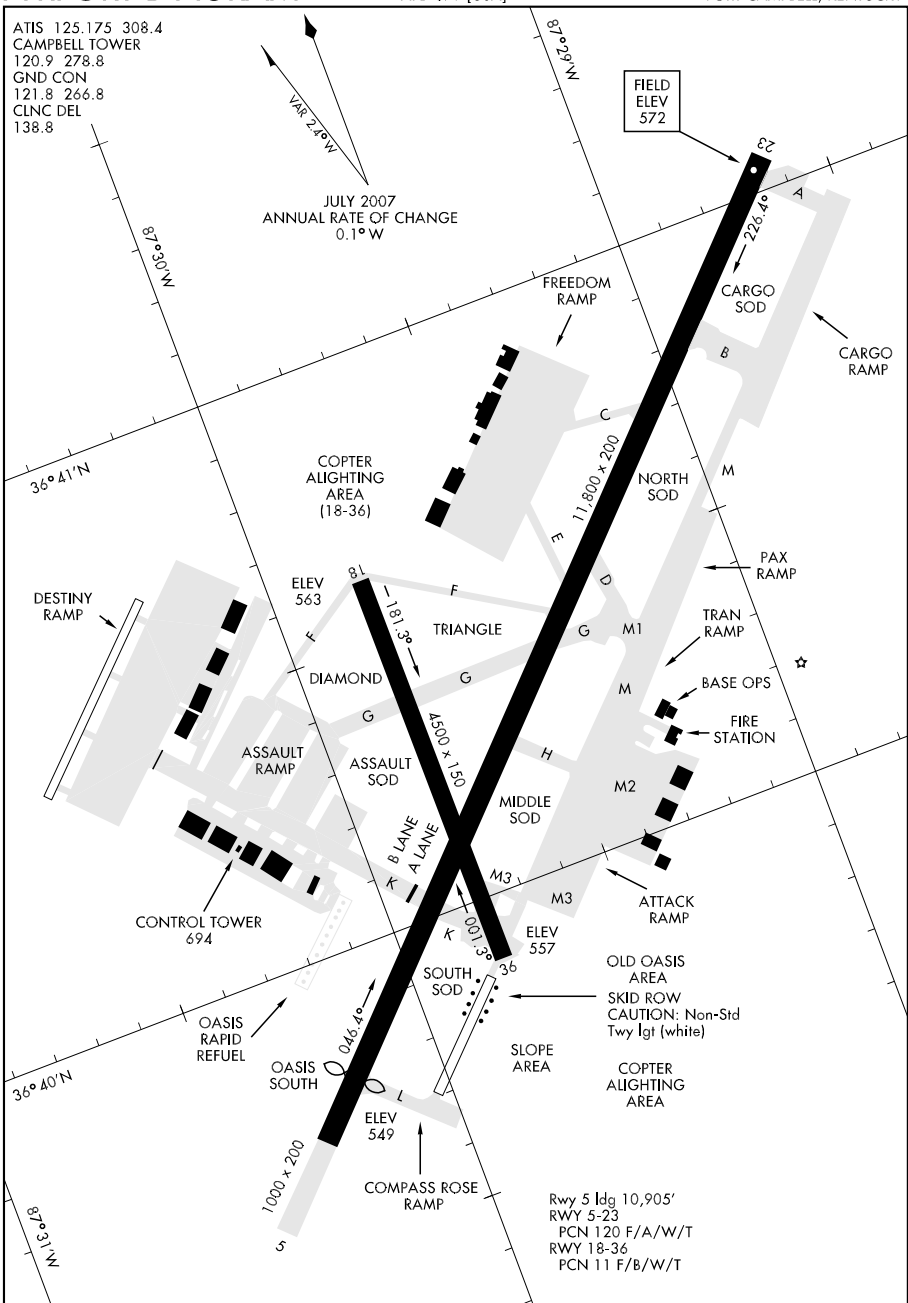 ATIS 125.175 308.4
CAMPBELL TOWER
120.9 278.8
GND CON
121.8 266.8
CLNC DEL
138.8
VAR 2.4° W
JULY 2007
ANNUAL RATE OF CHANGE
0.1° W
87°29'W
FIELD
ELEV
572
23
A
226.4°
87°30'W
CARGO
SOD
FREEDOM
RAMP
B
CARGO
RAMP
C
36°41'N
COPTER
ALIGHTING
AREA
(18-36)
11,800 x 200
NORTH
SOD
M
E
PAX
RAMP
D
18
ELEV
563
F
DESTINY
RAMP
181.3°
TRIANGLE
F
G
M1
TRAN
RAMP
DIAMOND
G
M
BASE OPS
G
4500 x 150
FIRE
STATION
ASSAULT
RAMP
ASSAULT
SOD
H
M2
MIDDLE
SOD
B LANE
A LANE
K
M3
M3
ATTACK
RAMP
CONTROL TOWER
694
K
001.3°
ELEV
557
36
SOUTH
SOD
OLD OASIS
AREA
SKID ROW
CAUTION: Non-Std
Twy lgt (white)
OASIS
RAPID
REFUEL
046.4°
SLOPE
AREA
OASIS
SOUTH
COPTER
ALIGHTING
AREA
36°40'N
L
ELEV
549
1000 x 200
COMPASS ROSE
RAMP
5
87°31'W
Rwy 5 ldg 10,905'
RWY 5-23
PCN 120 F/A/W/T
RWY 18-36
PCN 11 F/B/W/T